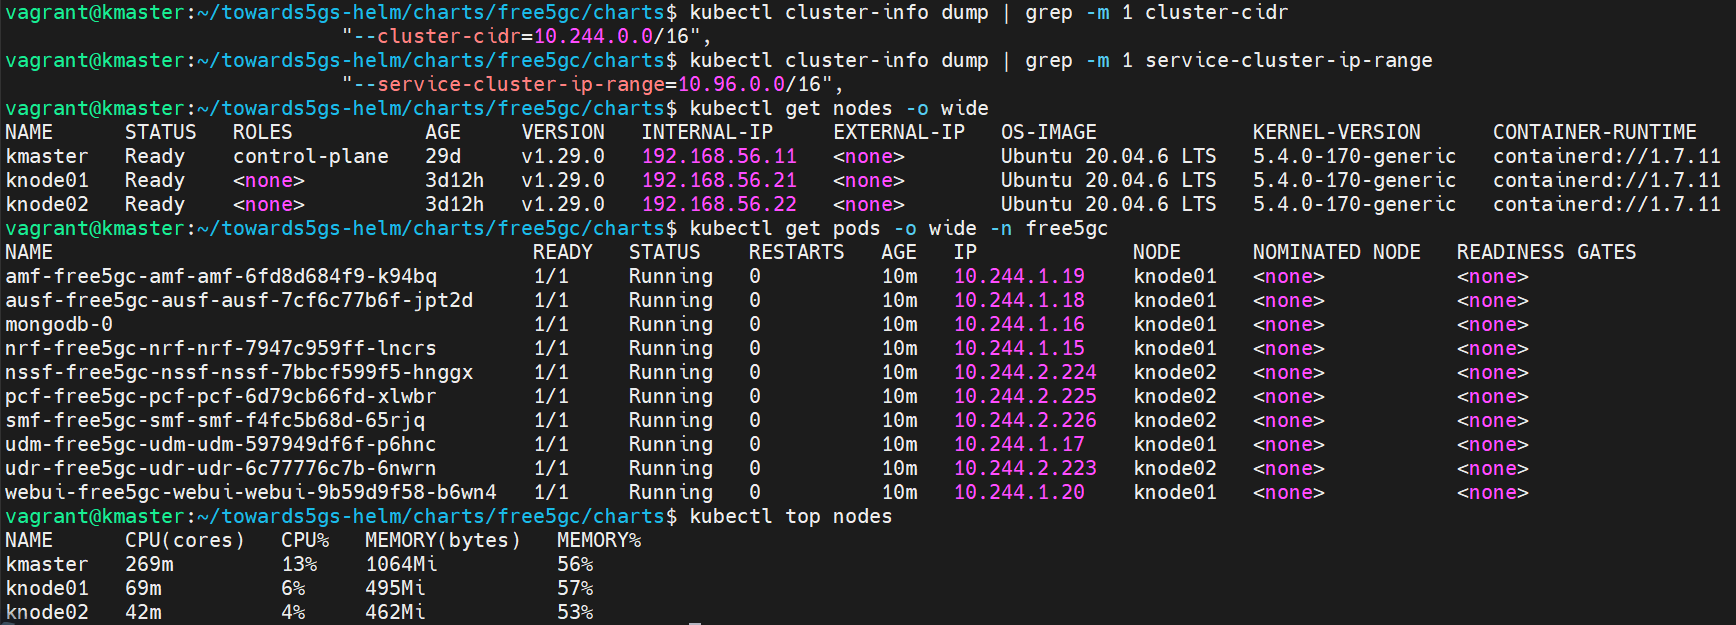 vagrant@kmaster:~/towards5gs-helm/charts/free5gc/charts$ kubectl cluster-info dump | grep -m 1 cluster-cidr
                            "--cluster-cidr=10.244.0.0/16",
vagrant@kmaster:~/towards5gs-helm/charts/free5gc/charts$ kubectl cluster-info dump | grep -m 1 service-cluster-ip-range
                            "--service-cluster-ip-range=10.96.0.0/16",
vagrant@kmaster:~/towards5gs-helm/charts/free5gc/charts$ kubectl get nodes -o wide
NAME      STATUS   ROLES           AGE     VERSION   INTERNAL-IP     EXTERNAL-IP   OS-IMAGE             KERNEL-VERSION      CONTAINER-RUNTIME
kmaster   Ready    control-plane   29d     v1.29.0   192.168.56.11   <none>        Ubuntu 20.04.6 LTS   5.4.0-170-generic   containerd://1.7.11
knode01   Ready    <none>          3d12h   v1.29.0   192.168.56.21   <none>        Ubuntu 20.04.6 LTS   5.4.0-170-generic   containerd://1.7.11
knode02   Ready    <none>          3d12h   v1.29.0   192.168.56.22   <none>        Ubuntu 20.04.6 LTS   5.4.0-170-generic   containerd://1.7.11
vagrant@kmaster:~/towards5gs-helm/charts/free5gc/charts$ kubectl get pods -o wide -n free5gc
NAME                                        READY   STATUS    RESTARTS   AGE   IP             NODE      NOMINATED NODE   READINESS GATES
amf-free5gc-amf-amf-6fd8d684f9-k94bq        1/1     Running   0          10m   10.244.1.19    knode01   <none>           <none>
ausf-free5gc-ausf-ausf-7cf6c77b6f-jpt2d     1/1     Running   0          10m   10.244.1.18    knode01   <none>           <none>
mongodb-0                                   1/1     Running   0          10m   10.244.1.16    knode01   <none>           <none>
nrf-free5gc-nrf-nrf-7947c959ff-lncrs        1/1     Running   0          10m   10.244.1.15    knode01   <none>           <none>
nssf-free5gc-nssf-nssf-7bbcf599f5-hnggx     1/1     Running   0          10m   10.244.2.224   knode02   <none>           <none>
pcf-free5gc-pcf-pcf-6d79cb66fd-xlwbr        1/1     Running   0          10m   10.244.2.225   knode02   <none>           <none>
smf-free5gc-smf-smf-f4fc5b68d-65rjq         1/1     Running   0          10m   10.244.2.226   knode02   <none>           <none>
udm-free5gc-udm-udm-597949df6f-p6hnc        1/1     Running   0          10m   10.244.1.17    knode01   <none>           <none>
udr-free5gc-udr-udr-6c77776c7b-6nwrn        1/1     Running   0          10m   10.244.2.223   knode02   <none>           <none>
webui-free5gc-webui-webui-9b59d9f58-b6wn4   1/1     Running   0          10m   10.244.1.20    knode01   <none>           <none>
vagrant@kmaster:~/towards5gs-helm/charts/free5gc/charts$ kubectl top nodes
NAME      CPU(cores)   CPU%   MEMORY(bytes)   MEMORY%
kmaster   269m         13%    1064Mi          56%
knode01   69m          6%     495Mi           57%
knode02   42m          4%     462Mi           53%